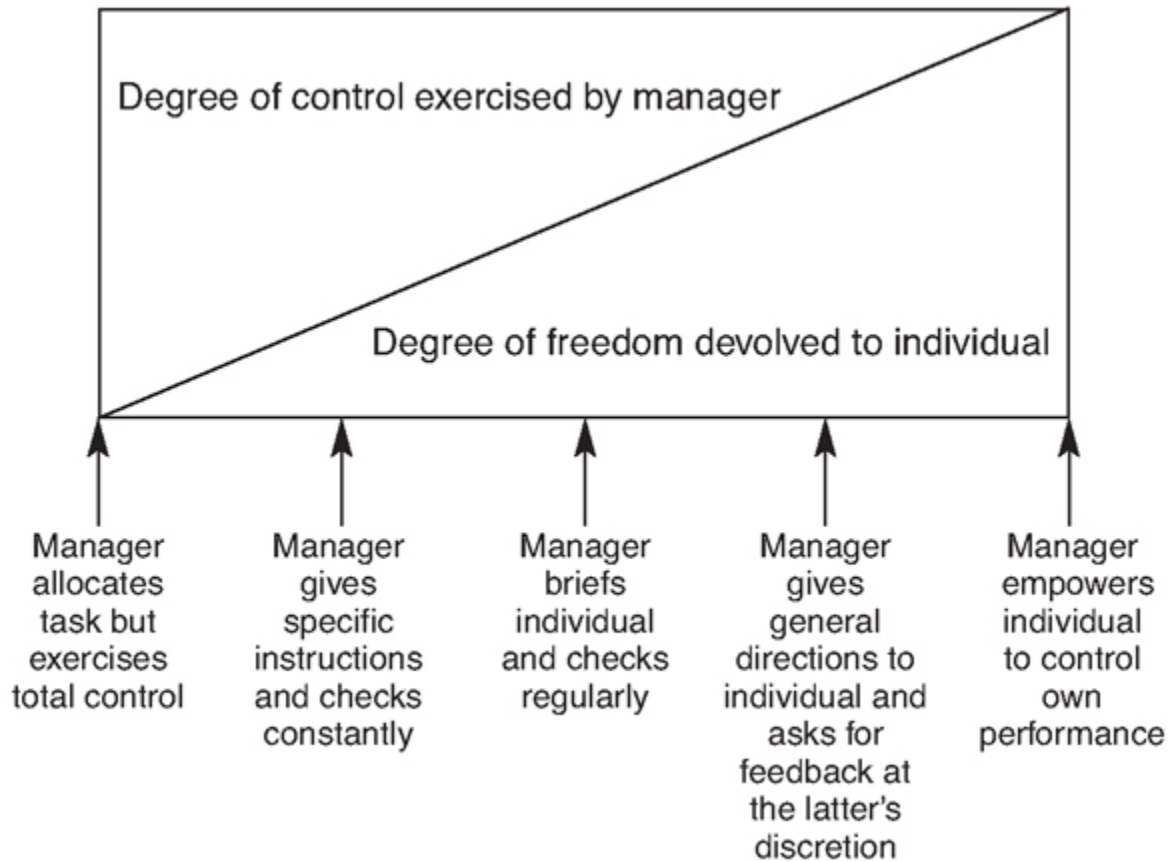 Degree of control exercised by manager
Degree of freedom devolved to individual
Manager
allocates
task but
exercises
total control
Manager
gives
specific
instructions
and checks
constantly
Manager
briefs
individual
and checks
regularly
Manager
gives
general
directions to
individual and
asks for
feedback at
the latter's
discretion
Manager
empowers
individual
to control
own
performance